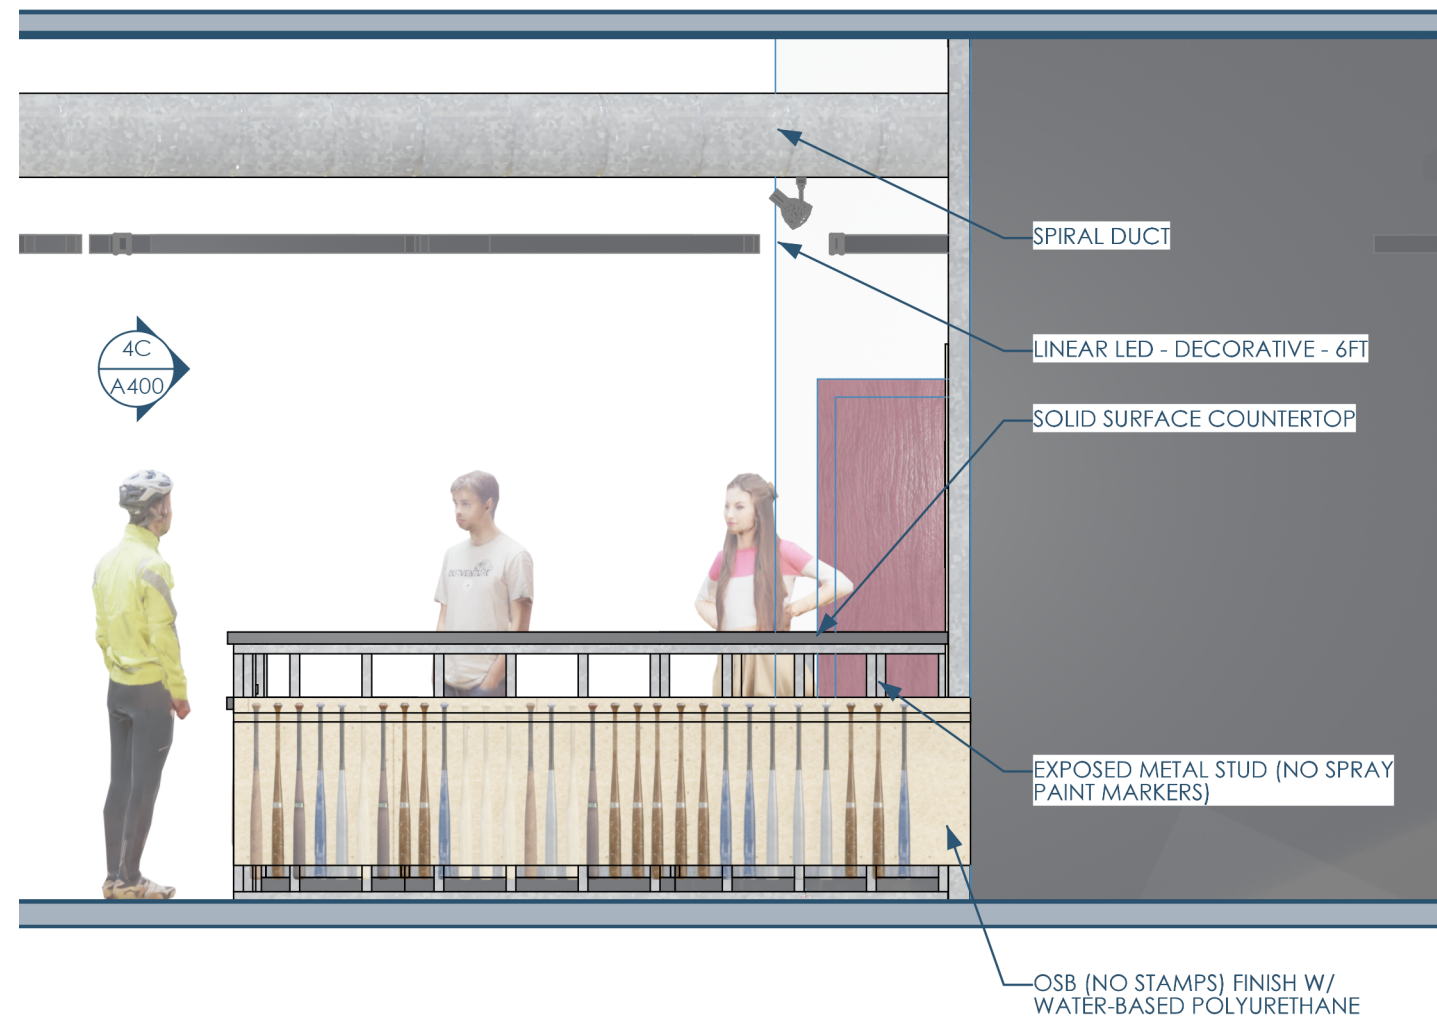 SPIRAL DUCT
LINEAR LED - DECORATIVE - 6FT
4C
A400
SOLID SURFACE COUNTERTOP
EXPOSED METAL STUD (NO SPRAY
PAINT MARKERS)
OSB (NO STAMPS) FINISH W/
WATER-BASED POLYURETHANE